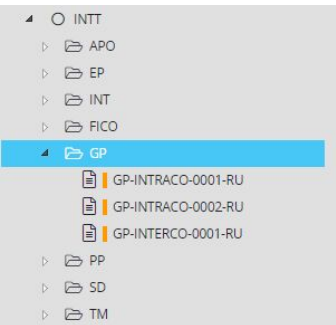 INTT
APO
EP
INT
FICO
GP
GP-INTRACO-0001-RU
GP-INTRACO-0002-RU
GP-INTERCO-0001-RU
PP
SD
TM